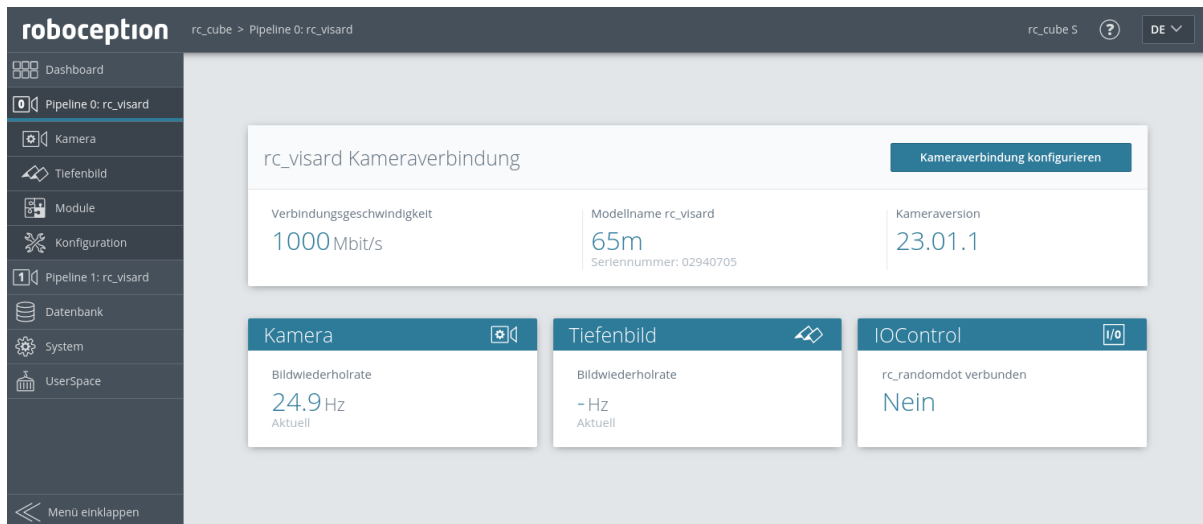 roboception
rc_cube > Pipeline 0: rc_visard
rc_cube S
?
DE
Dashboard
0
Pipeline 0: rc_visard
Kamera
Tiefenbild
Module
Konfiguration
1
Pipeline 1: rc_visard
Datenbank
System
UserSpace
Menü einklappen
rc_visard Kameraverbindung
Kameraverbindung konfigurieren
Verbindungsgeschwindigkeit
1000 Mbit/s
Modellname rc_visard
65m
Seriennummer: 02940705
Kameraversion
23.01.1
Kamera
Bildwiederholrate
24.9 Hz
Aktuell
Tiefenbild
Bildwiederholrate
- Hz
Aktuell
IOControl
I/O
rc_randomdot verbunden
Nein